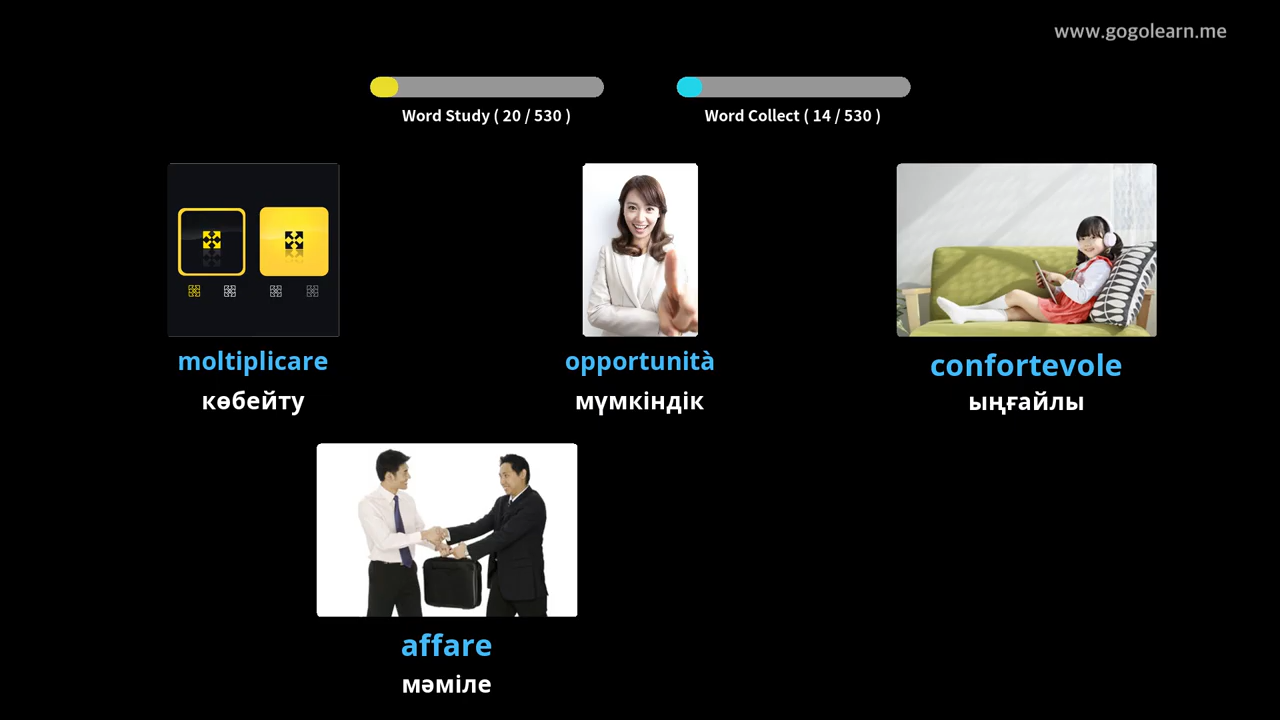 www.gogolearn.me
Word Study ( 20 / 530 )
Word Collect ( 14 / 530 )
moltiplicare
көбейту
opportunità
мүмкіндік
confortevole
ыңғайлы
affare
мәміле